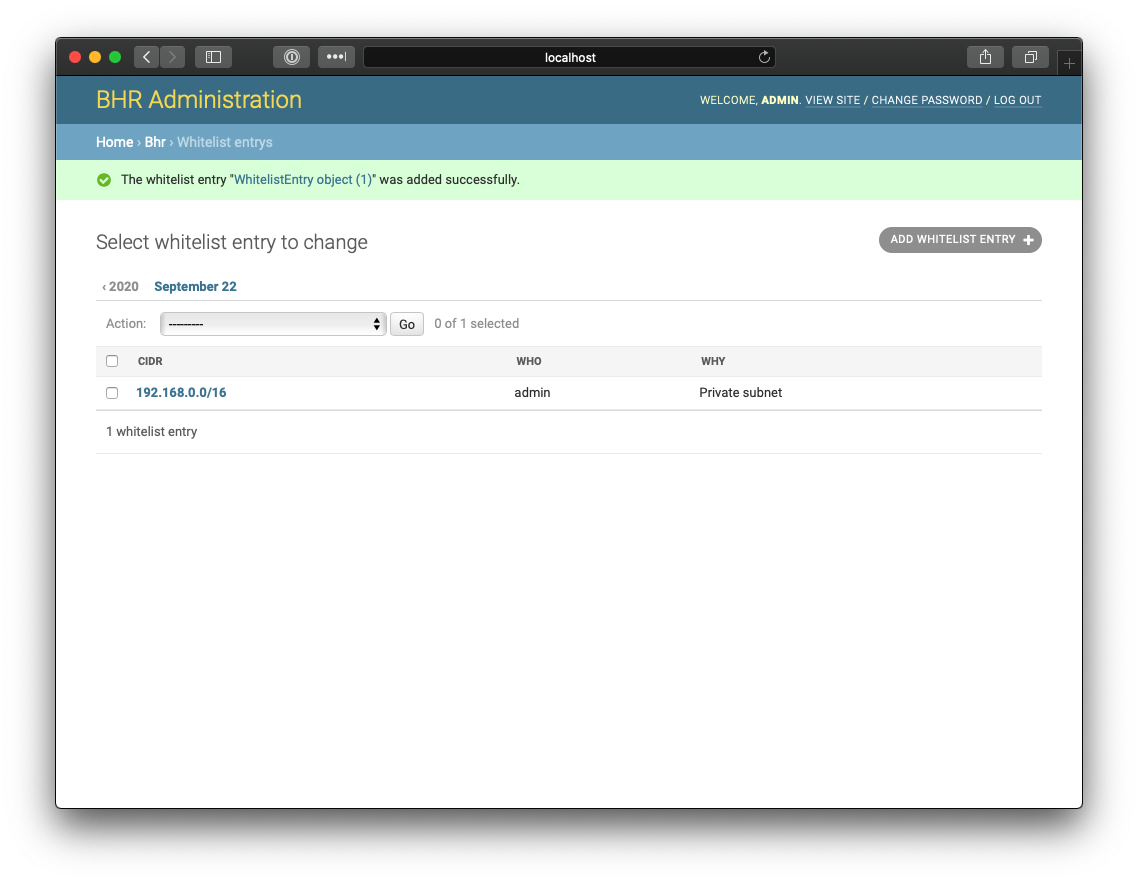 localhost
BHR Administration
WELCOME, ADMIN. VIEW SITE / CHANGE PASSWORD / LOG OUT
Home › Bhr › Whitelist entrys
The whitelist entry "WhitelistEntry object (1)" was added successfully.
Select whitelist entry to change
ADD WHITELIST ENTRY +
‹ 2020 September 22
Action: --------- Go 0 of 1 selected
CIDR WHO WHY
192.168.0.0/16 admin Private subnet
1 whitelist entry